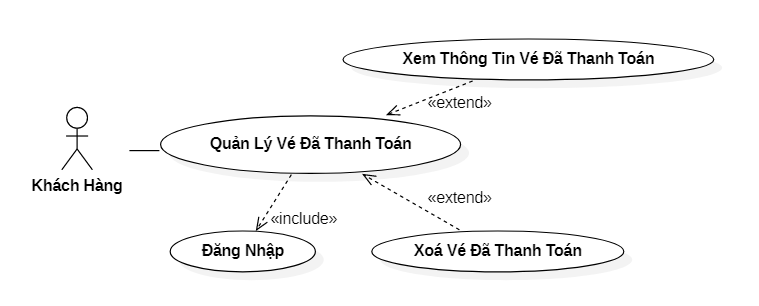 Xem Thông Tin Vé Đã Thanh Toán
«extend»
Quản Lý Vé Đã Thanh Toán
Khách Hàng
«extend»
«include»
Đăng Nhập
Xoá Vé Đã Thanh Toán